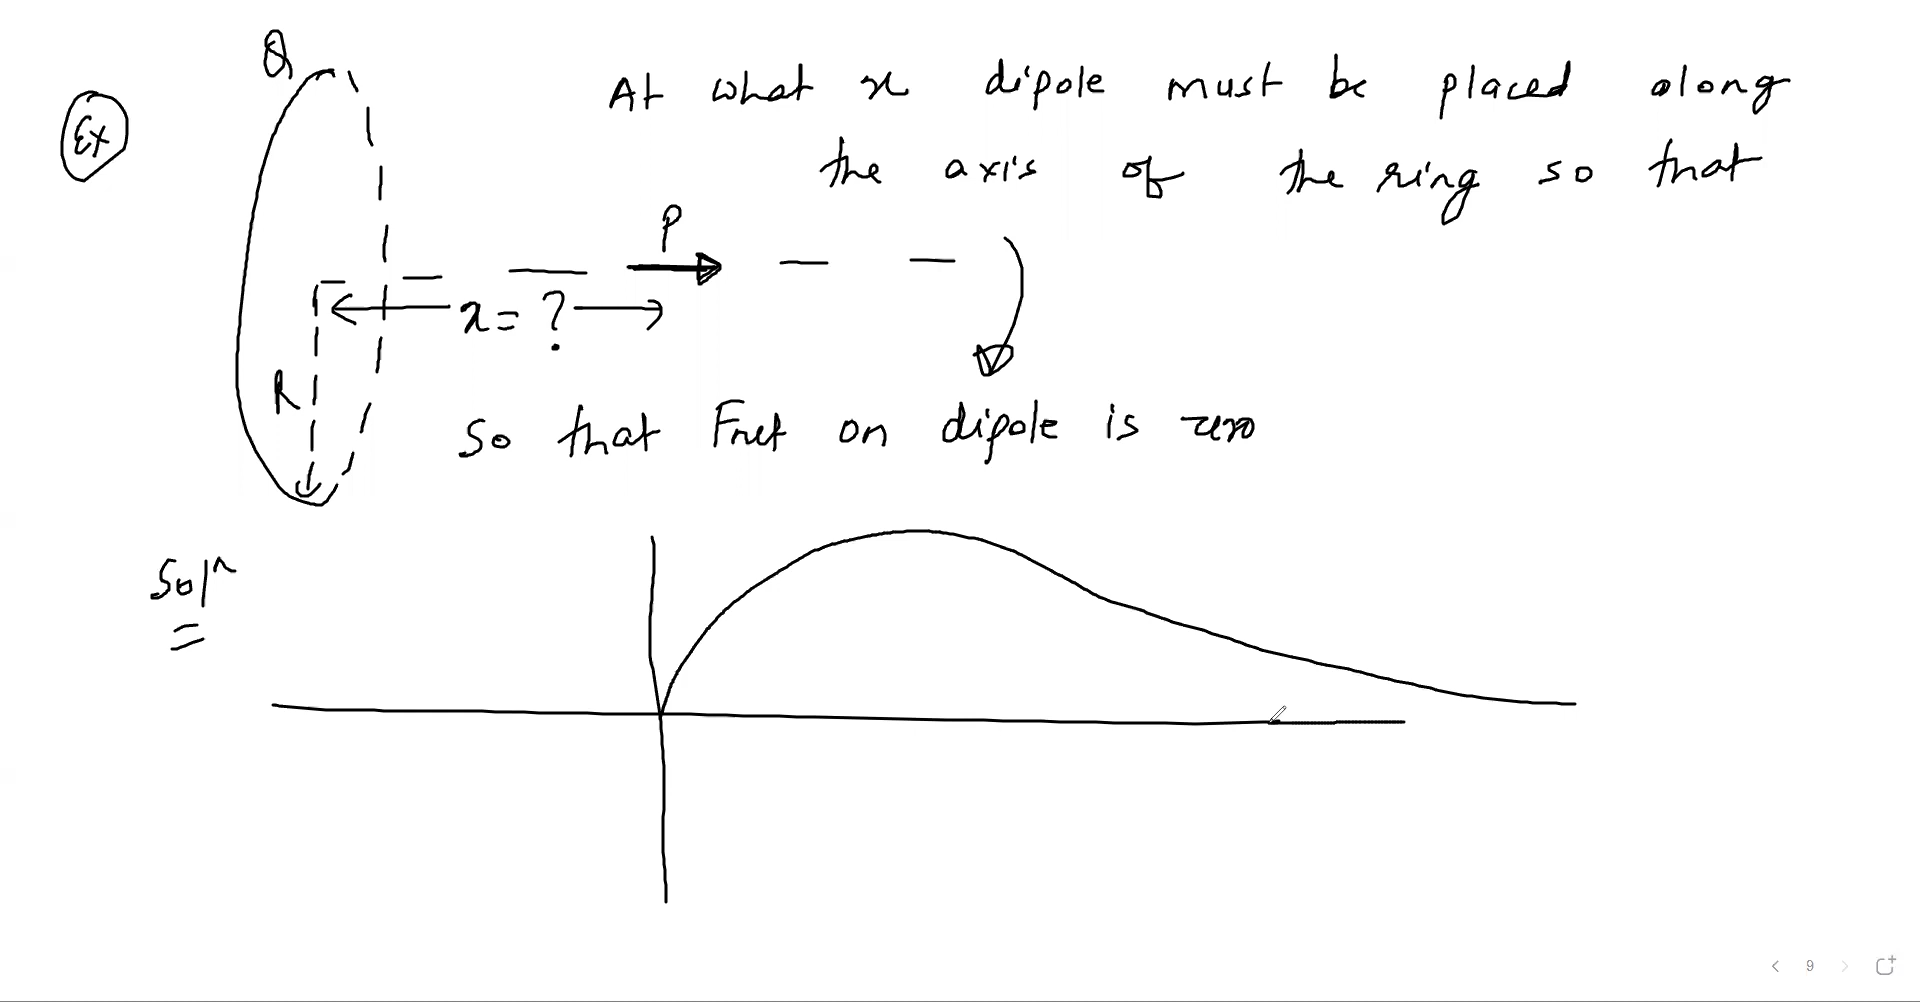 Q
Ex
At what x dipole must be placed along
the axis of the ring so that
P
x = ?
R
So that Fnet on dipole is zero
Solⁿ
9